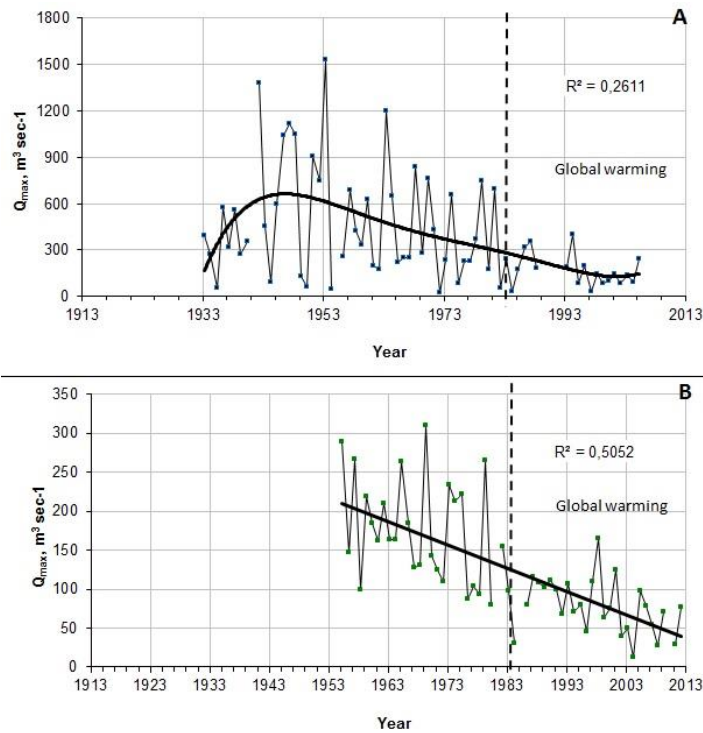 A
1800
1500
1200
900
600
300
0
Qmax, m³ sec-1
R² = 0,2611
Global warming
1913 1933 1953 1973 1993 2013
Year
B
350
300
250
200
150
100
50
0
Qmax, m³ sec-1
R² = 0,5052
Global warming
1913 1923 1933 1943 1953 1963 1973 1983 1993 2003 2013
Year